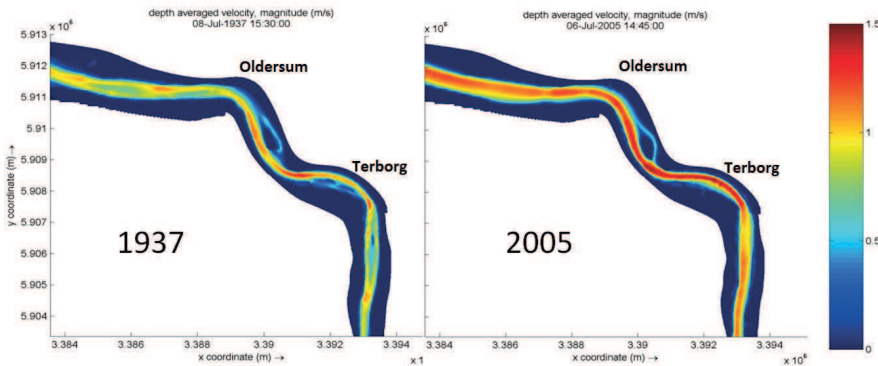 depth averaged velocity, magnitude (m/s)
08-Jul-1937 15:30:00
x 10⁶
5.913
5.912
5.911
5.91
5.909
5.908
5.907
5.906
5.905
5.904
y coordinate (m) →
Oldersum
Terborg
1937
3.384 3.386 3.388 3.39 3.392 3.394
x coordinate (m) →
x 1
depth averaged velocity, magnitude (m/s)
06-Jul-2005 14:45:00
x 10⁶
Oldersum
Terborg
2005
3.384 3.386 3.388 3.39 3.392 3.394
x coordinate (m) →
x 10⁶
1.5
1
0.5
0